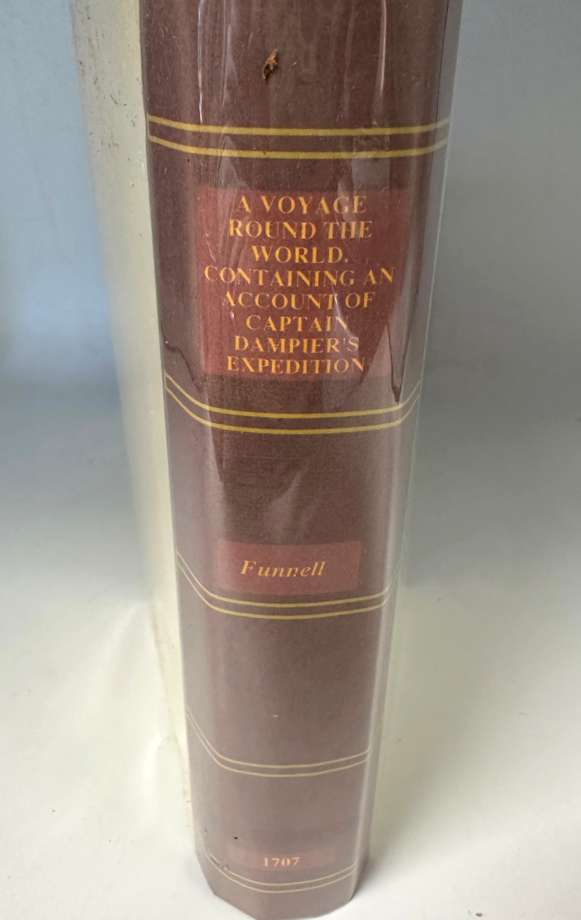 A VOYAGE
ROUND THE
WORLD.
CONTAINING AN
ACCOUNT OF
CAPTAIN
DAMPIER'S
EXPEDITION
Funnell
1707